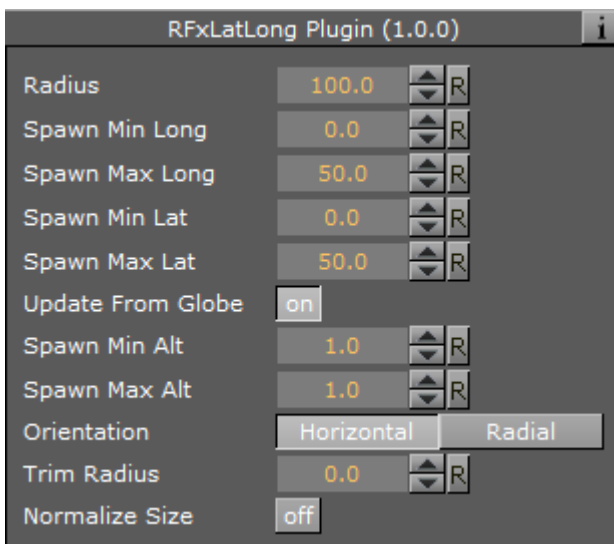 RFxLatLong Plugin (1.0.0) i
Radius 100.0 R
Spawn Min Long 0.0 R
Spawn Max Long 50.0 R
Spawn Min Lat 0.0 R
Spawn Max Lat 50.0 R
Update From Globe on
Spawn Min Alt 1.0 R
Spawn Max Alt 1.0 R
Orientation Horizontal Radial
Trim Radius 0.0 R
Normalize Size off